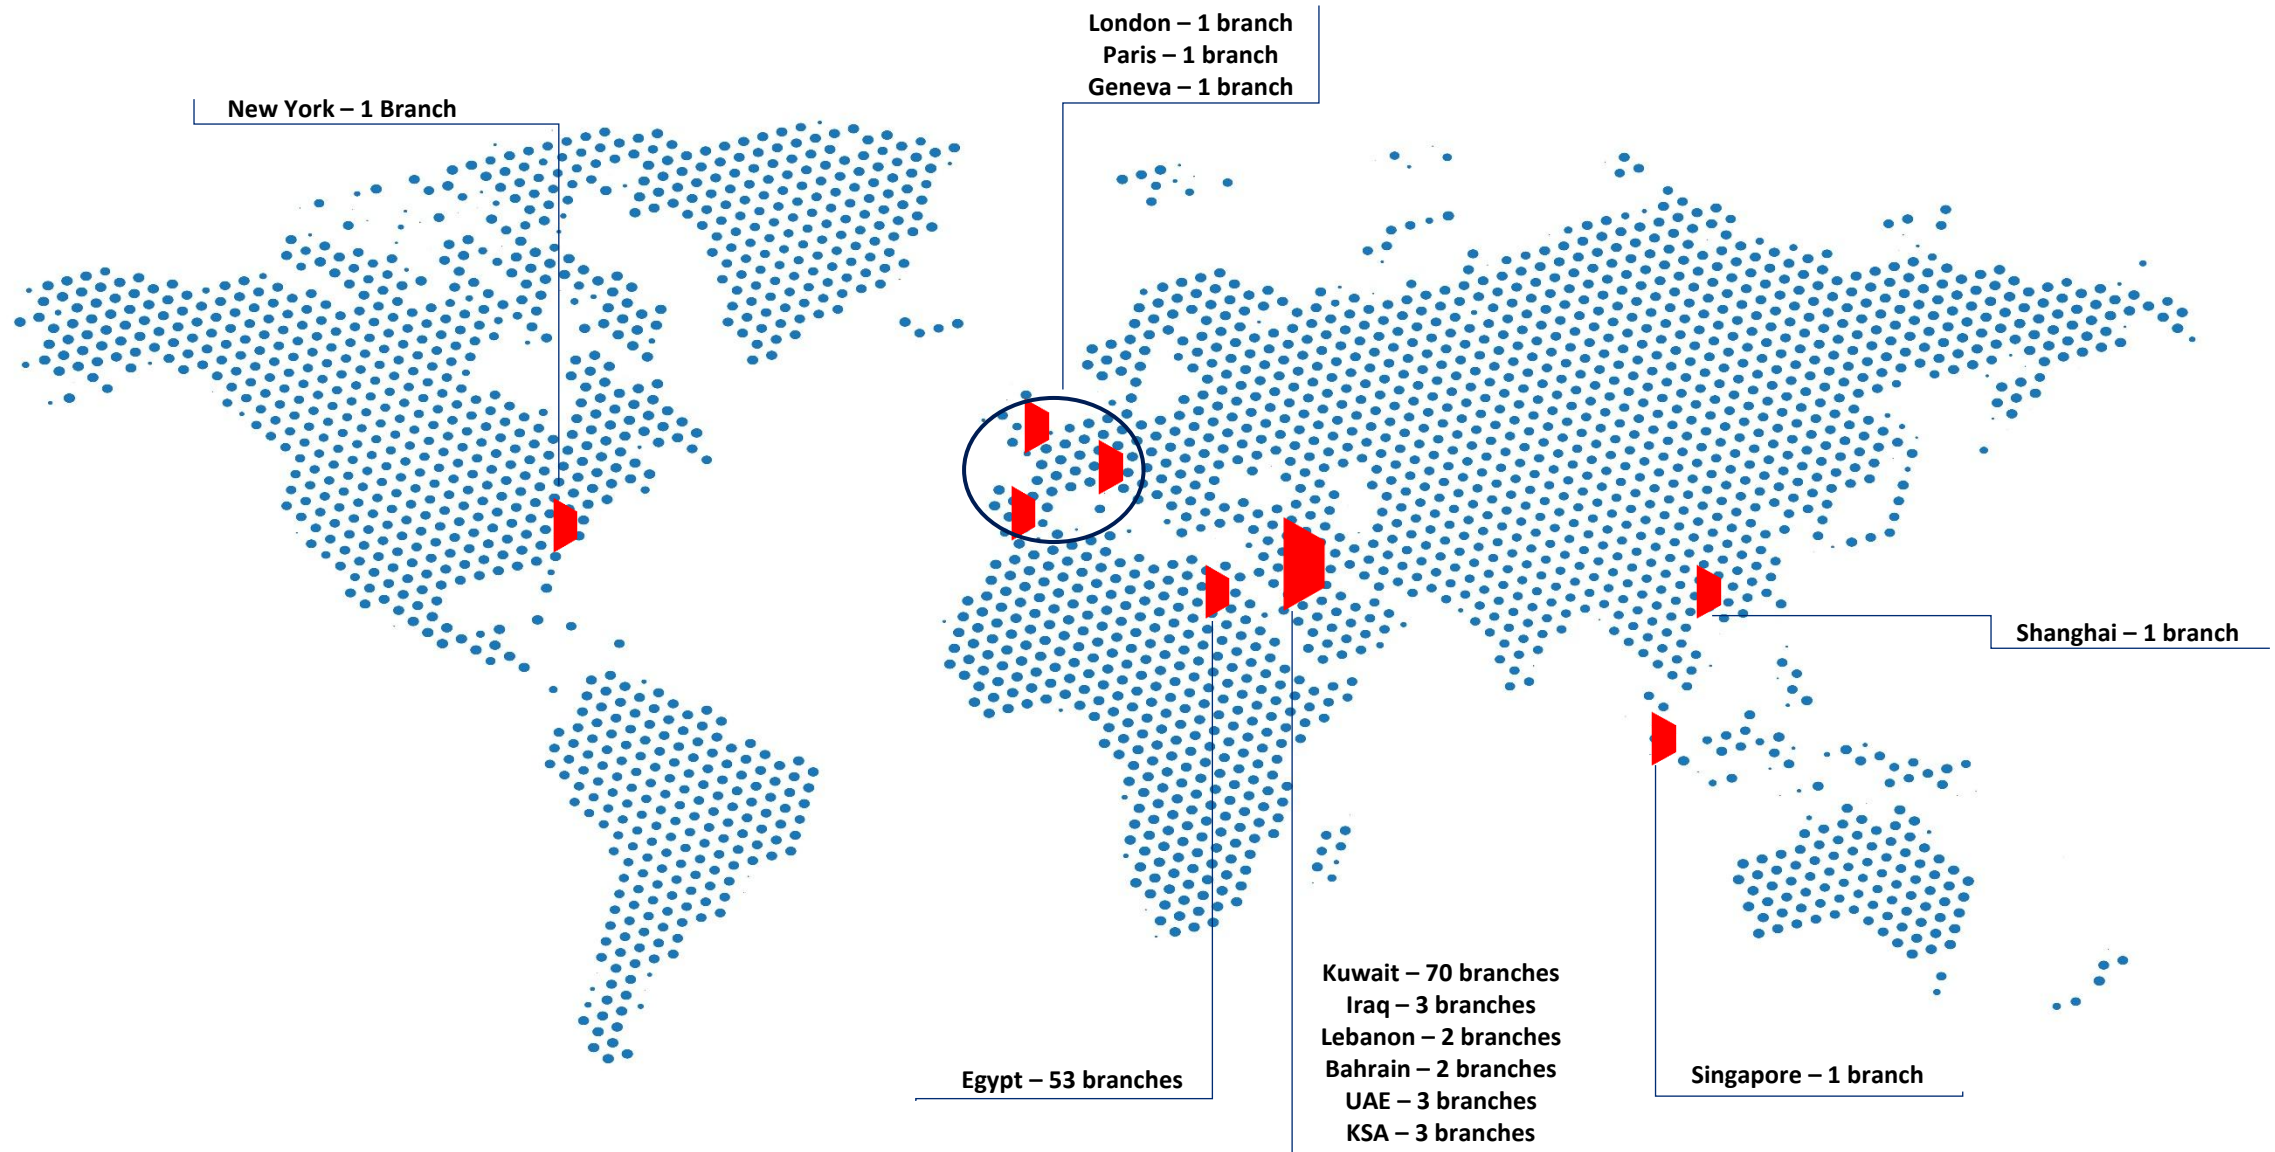 London – 1 branch
Paris – 1 branch
Geneva – 1 branch
New York – 1 Branch
Shanghai – 1 branch
Kuwait – 70 branches
Iraq – 3 branches
Lebanon – 2 branches
Bahrain – 2 branches
UAE – 3 branches
KSA – 3 branches
Egypt – 53 branches
Singapore – 1 branch